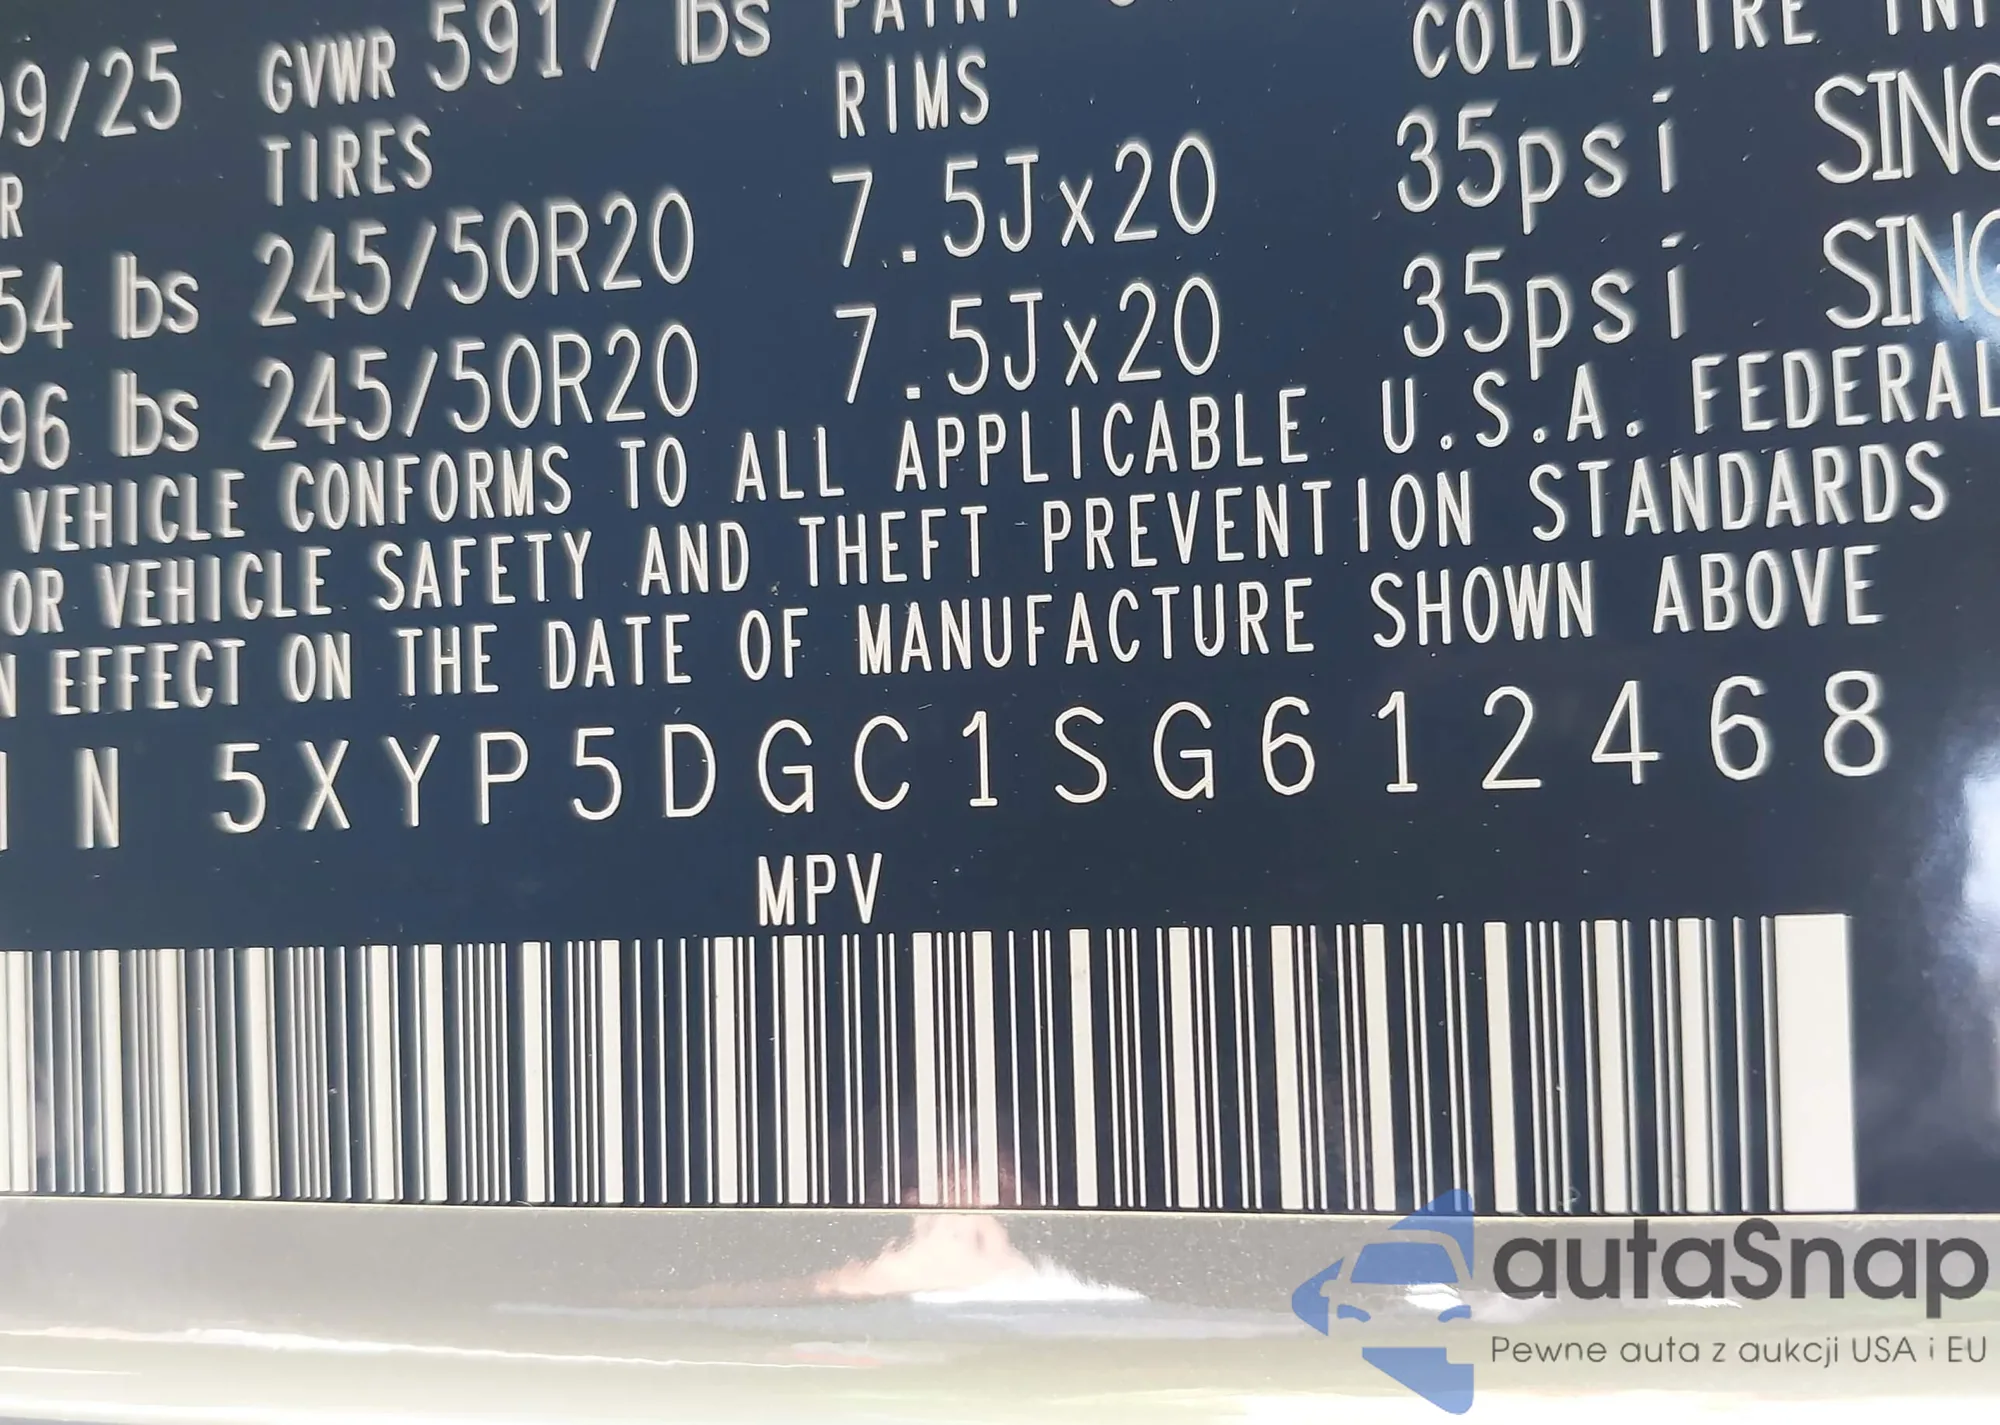 09/25 GVWR 5917 lbs PAINT
R TIRES RIMS COLD TIRE INF
54 lbs 245/50R20 7.5Jx20 35psi SING
96 lbs 245/50R20 7.5Jx20 35psi SING
VEHICLE CONFORMS TO ALL APPLICABLE U.S.A. FEDERAL
OR VEHICLE SAFETY AND THEFT PREVENTION STANDARDS
N EFFECT ON THE DATE OF MANUFACTURE SHOWN ABOVE
IN 5XYP5DGC1SG612468
MPV
autaSnap
Pewne auta z aukcji USA i EU